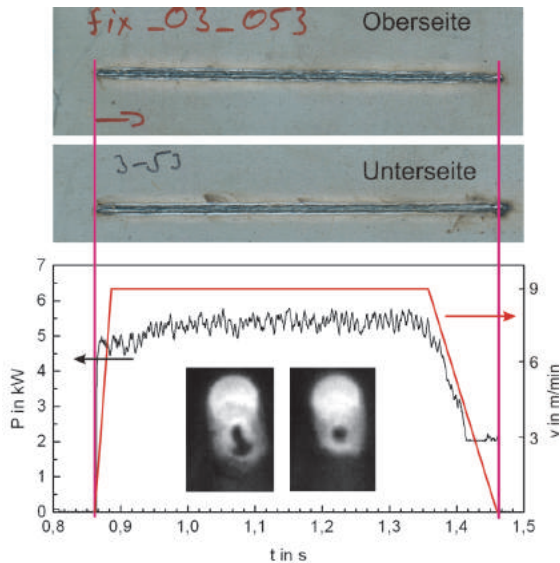 fix_03_053
Oberseite
3-53
Unterseite
7
6
5
4
3
2
1
0
P in kW
9
7
3
v in m/min
0,8 0,9 1,0 1,1 1,2 1,3 1,4 1,5
t in s